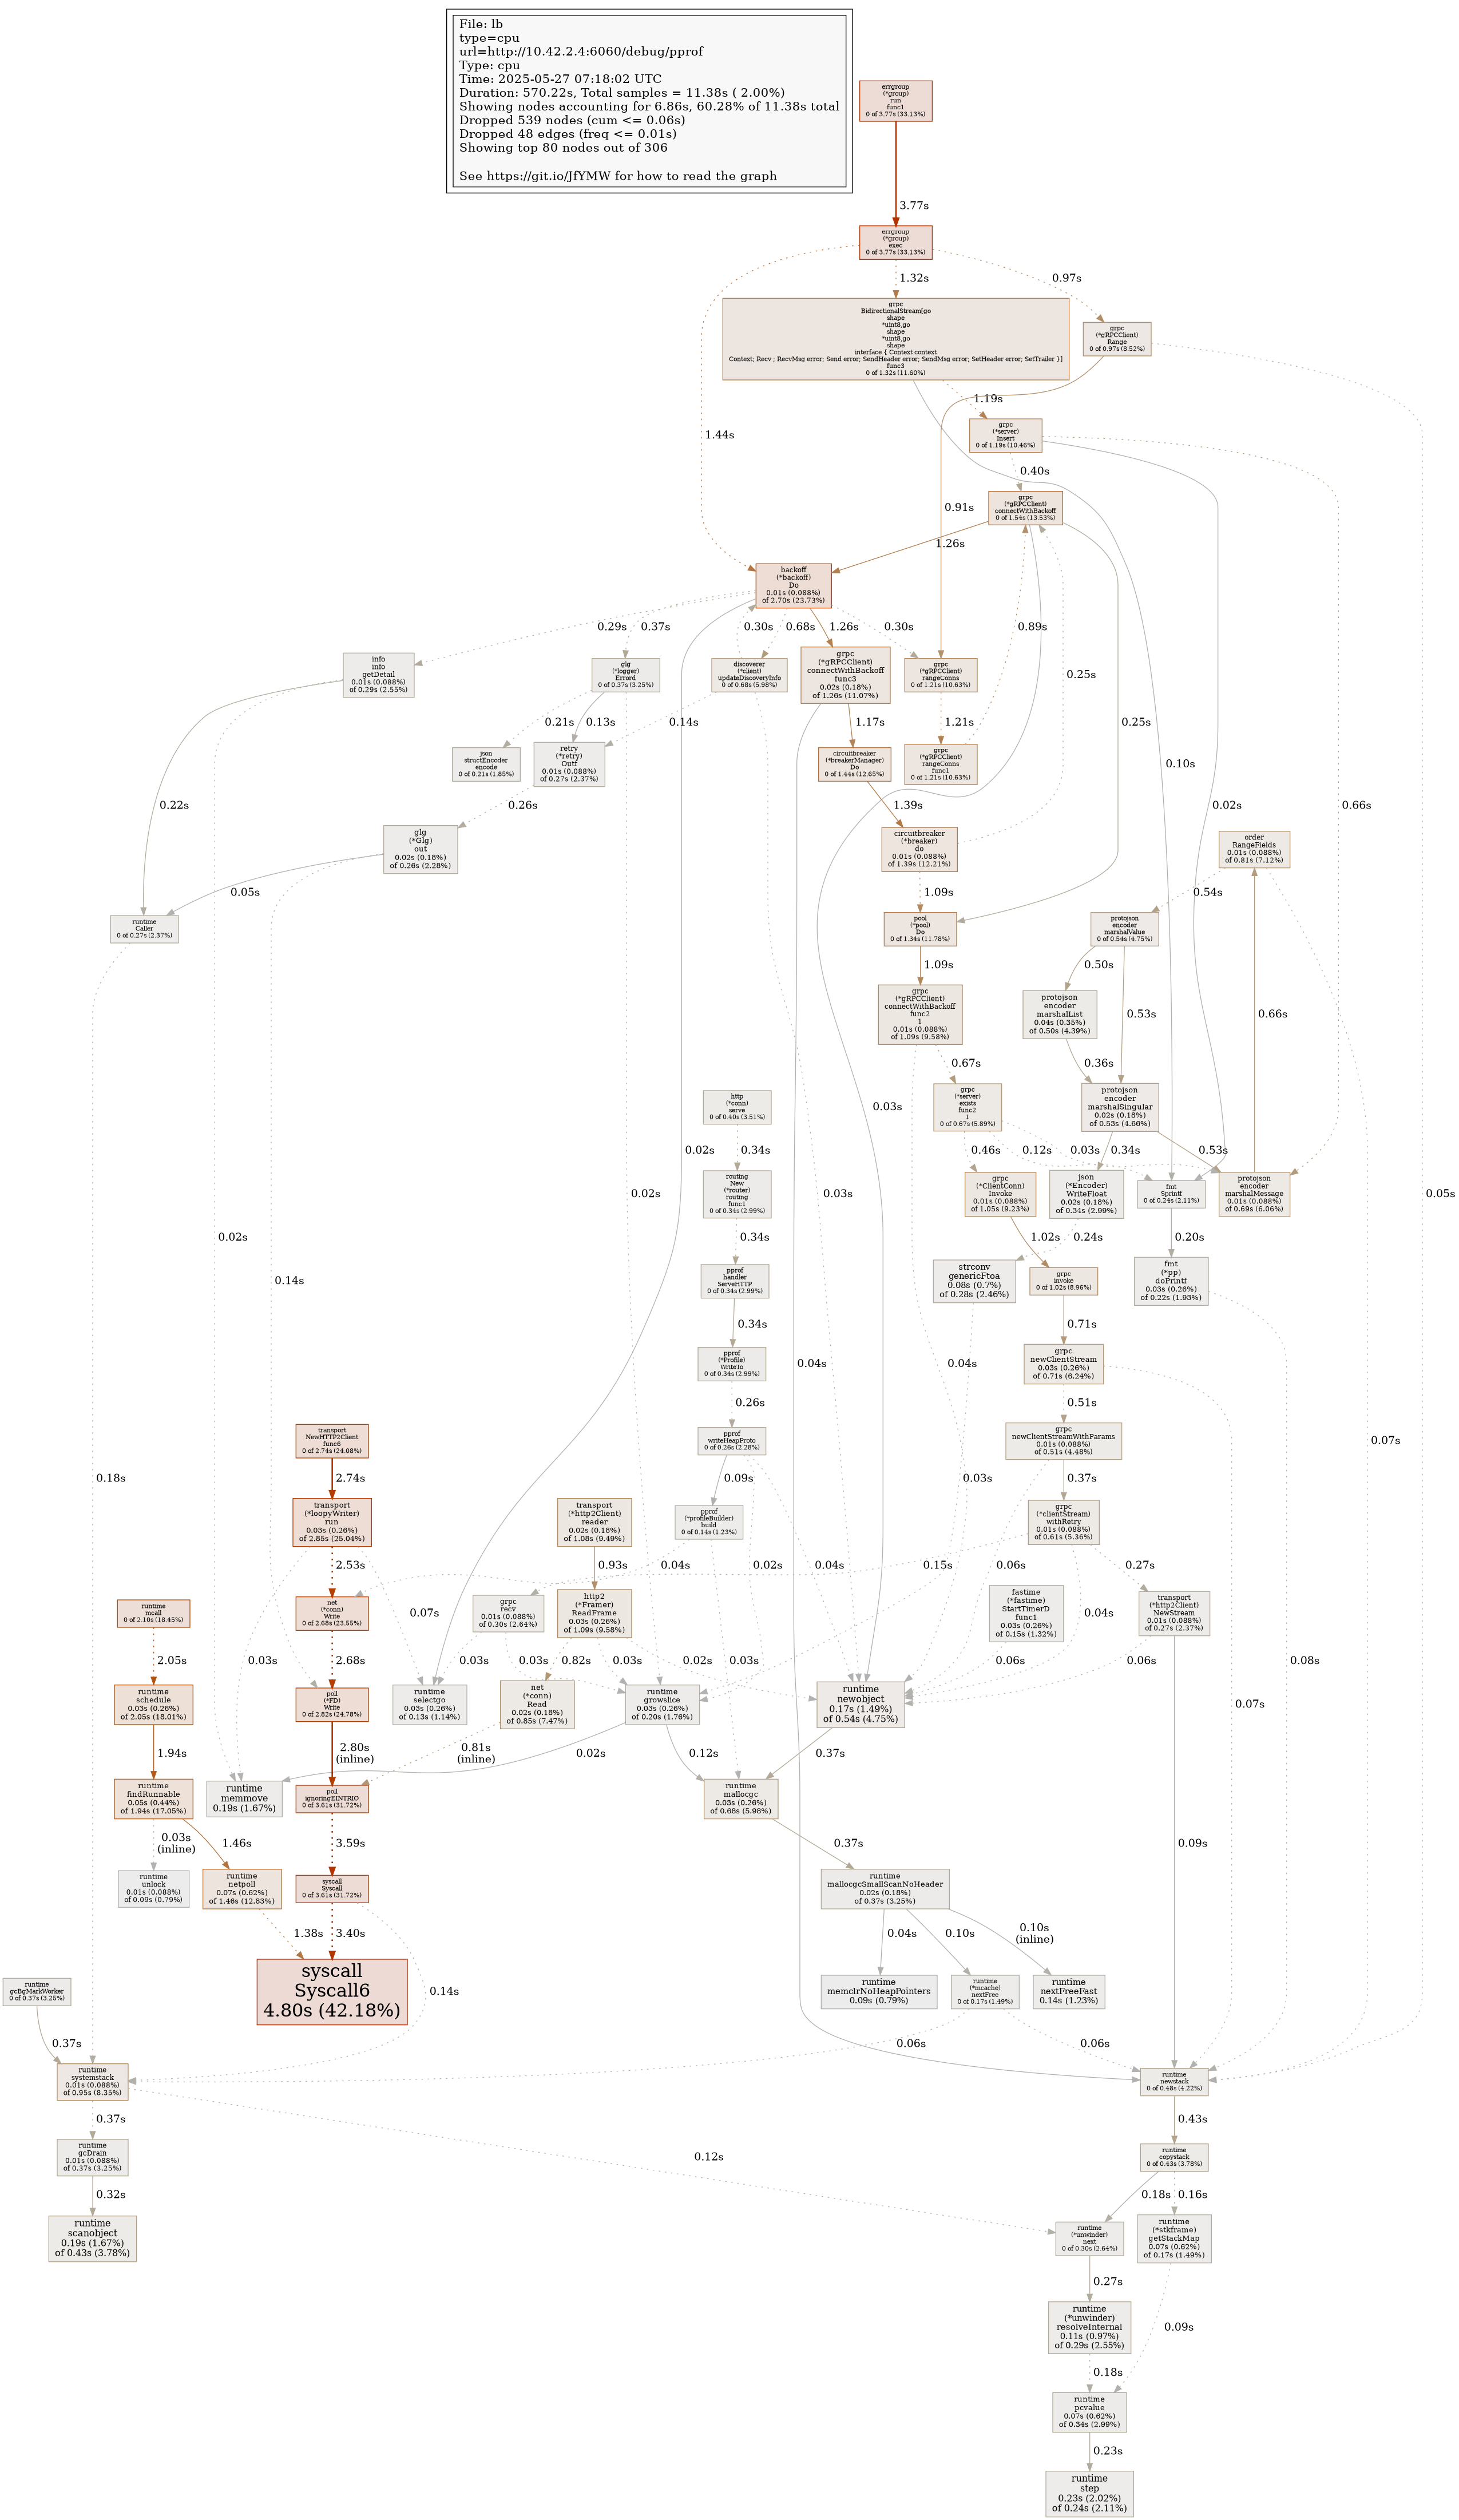 File: lb
type=cpu
url=http://10.42.2.4:6060/debug/pprof
Type: cpu
Time: 2025-05-27 07:18:02 UTC
Duration: 570.22s, Total samples = 11.38s ( 2.00%)
Showing nodes accounting for 6.86s, 60.28% of 11.38s total
Dropped 539 nodes (cum <= 0.06s)
Dropped 48 edges (freq <= 0.01s)
Showing top 80 nodes out of 306
See https://git.io/JfYMW for how to read the graph
errgroup
(*group)
run
func1
0 of 3.77s (33.13%)
3.77s
errgroup
(*group)
exec
0 of 3.77s (33.13%)
1.32s
0.97s
grpc
BidirectionalStream[go
shape
*uint8,go
shape
*uint8,go
shape
interface { Context context
Context; Recv ; RecvMsg error; Send error; SendHeader error; SendMsg error; SetHeader error; SetTrailer }]
func3
0 of 1.32s (11.60%)
grpc
(*gRPCClient)
Range
0 of 0.97s (8.52%)
1.19s
1.44s
grpc
(*server)
Insert
0 of 1.19s (10.46%)
0.40s
grpc
(*gRPCClient)
connectWithBackoff
0 of 1.54s (13.53%)
0.91s
1.26s
backoff
(*backoff)
Do
0.01s (0.088%)
of 2.70s (23.73%)
0.29s
0.37s
0.30s
0.68s
1.26s
0.30s
0.89s
0.25s
info
info
getDetail
0.01s (0.088%)
of 0.29s (2.55%)
glg
(*logger)
Errord
0 of 0.37s (3.25%)
discoverer
(*client)
updateDiscoveryInfo
0 of 0.68s (5.98%)
grpc
(*gRPCClient)
connectWithBackoff
func3
0.02s (0.18%)
of 1.26s (11.07%)
grpc
(*gRPCClient)
rangeConns
0 of 1.21s (10.63%)
0.21s
0.13s
0.14s
1.17s
1.21s
0.25s
0.10s
json
structEncoder
encode
0 of 0.21s (1.85%)
retry
(*retry)
Outf
0.01s (0.088%)
of 0.27s (2.37%)
circuitbreaker
(*breakerManager)
Do
0 of 1.44s (12.65%)
grpc
(*gRPCClient)
rangeConns
func1
0 of 1.21s (10.63%)
0.22s
0.26s
1.39s
0.02s
0.66s
glg
(*Glg)
out
0.02s (0.18%)
of 0.26s (2.28%)
circuitbreaker
(*breaker)
do
0.01s (0.088%)
of 1.39s (12.21%)
order
RangeFields
0.01s (0.088%)
of 0.81s (7.12%)
0.05s
1.09s
0.54s
runtime
Caller
0 of 0.27s (2.37%)
pool
(*pool)
Do
0 of 1.34s (11.78%)
protojson
encoder
marshalValue
0 of 0.54s (4.75%)
1.09s
0.50s
grpc
(*gRPCClient)
connectWithBackoff
func2
1
0.01s (0.088%)
of 1.09s (9.58%)
protojson
encoder
marshalList
0.04s (0.35%)
of 0.50s (4.39%)
0.53s
0.66s
0.67s
0.36s
http
(*conn)
serve
0 of 0.40s (3.51%)
grpc
(*server)
exists
func2
1
0 of 0.67s (5.89%)
protojson
encoder
marshalSingular
0.02s (0.18%)
of 0.53s (4.66%)
0.03s
0.02s
0.34s
0.46s
0.12s
0.03s
0.34s
0.53s
routing
New
(*router)
routing
func1
0 of 0.34s (2.99%)
grpc
(*ClientConn)
Invoke
0.01s (0.088%)
of 1.05s (9.23%)
json
(*Encoder)
WriteFloat
0.02s (0.18%)
of 0.34s (2.99%)
fmt
Sprintf
0 of 0.24s (2.11%)
protojson
encoder
marshalMessage
0.01s (0.088%)
of 0.69s (6.06%)
0.02s
0.03s
0.05s
0.02s
0.34s
1.02s
0.24s
0.20s
0.14s
pprof
handler
ServeHTTP
0 of 0.34s (2.99%)
strconv
genericFtoa
0.08s (0.7%)
of 0.28s (2.46%)
grpc
invoke
0 of 1.02s (8.96%)
fmt
(*pp)
doPrintf
0.03s (0.26%)
of 0.22s (1.93%)
0.34s
0.71s
pprof
(*Profile)
WriteTo
0 of 0.34s (2.99%)
0.04s
0.04s
grpc
newClientStream
0.03s (0.26%)
of 0.71s (6.24%)
0.26s
0.51s
0.07s
transport
NewHTTP2Client
func6
0 of 2.74s (24.08%)
pprof
writeHeapProto
0 of 0.26s (2.28%)
grpc
newClientStreamWithParams
0.01s (0.088%)
of 0.51s (4.48%)
0.18s
2.74s
0.09s
0.03s
0.37s
transport
(*loopyWriter)
run
0.03s (0.26%)
of 2.85s (25.04%)
transport
(*http2Client)
reader
0.02s (0.18%)
of 1.08s (9.49%)
pprof
(*profileBuilder)
build
0 of 0.14s (1.23%)
grpc
(*clientStream)
withRetry
0.01s (0.088%)
of 0.61s (5.36%)
2.53s
0.93s
0.04s
0.02s
0.04s
0.15s
0.06s
0.27s
runtime
mcall
0 of 2.10s (18.45%)
net
(*conn)
Write
0 of 2.68s (23.55%)
grpc
recv
0.01s (0.088%)
of 0.30s (2.64%)
http2
(*Framer)
ReadFrame
0.03s (0.26%)
of 1.09s (9.58%)
fastime
(*fastime)
StartTimerD
func1
0.03s (0.26%)
of 0.15s (1.32%)
transport
(*http2Client)
NewStream
0.01s (0.088%)
of 0.27s (2.37%)
0.07s
0.04s
2.05s
0.03s
2.68s
0.03s
0.03s
0.82s
0.03s
0.02s
0.03s
0.06s
0.06s
0.08s
0.07s
runtime
schedule
0.03s (0.26%)
of 2.05s (18.01%)
poll
(*FD)
Write
0 of 2.82s (24.78%)
runtime
selectgo
0.03s (0.26%)
of 0.13s (1.14%)
net
(*conn)
Read
0.02s (0.18%)
of 0.85s (7.47%)
runtime
growslice
0.03s (0.26%)
of 0.20s (1.76%)
runtime
newobject
0.17s (1.49%)
of 0.54s (4.75%)
1.94s
2.80s
(inline)
0.81s
(inline)
0.02s
0.12s
0.37s
runtime
findRunnable
0.05s (0.44%)
of 1.94s (17.05%)
runtime
memmove
0.19s (1.67%)
poll
ignoringEINTRIO
0 of 3.61s (31.72%)
runtime
mallocgc
0.03s (0.26%)
of 0.68s (5.98%)
0.03s
(inline)
1.46s
3.59s
0.37s
0.09s
runtime
unlock
0.01s (0.088%)
of 0.09s (0.79%)
runtime
netpoll
0.07s (0.62%)
of 1.46s (12.83%)
syscall
Syscall
0 of 3.61s (31.72%)
runtime
mallocgcSmallScanNoHeader
0.02s (0.18%)
of 0.37s (3.25%)
1.38s
3.40s
0.04s
0.10s
0.10s
(inline)
runtime
gcBgMarkWorker
0 of 0.37s (3.25%)
syscall
Syscall6
4.80s (42.18%)
0.14s
runtime
memclrNoHeapPointers
0.09s (0.79%)
runtime
(*mcache)
nextFree
0 of 0.17s (1.49%)
runtime
nextFreeFast
0.14s (1.23%)
0.37s
0.06s
0.06s
runtime
systemstack
0.01s (0.088%)
of 0.95s (8.35%)
runtime
newstack
0 of 0.48s (4.22%)
0.37s
0.12s
0.43s
runtime
gcDrain
0.01s (0.088%)
of 0.37s (3.25%)
runtime
copystack
0 of 0.43s (3.78%)
0.32s
0.18s
0.16s
runtime
scanobject
0.19s (1.67%)
of 0.43s (3.78%)
runtime
(*unwinder)
next
0 of 0.30s (2.64%)
runtime
(*stkframe)
getStackMap
0.07s (0.62%)
of 0.17s (1.49%)
0.27s
runtime
(*unwinder)
resolveInternal
0.11s (0.97%)
of 0.29s (2.55%)
0.09s
0.18s
runtime
pcvalue
0.07s (0.62%)
of 0.34s (2.99%)
0.23s
runtime
step
0.23s (2.02%)
of 0.24s (2.11%)